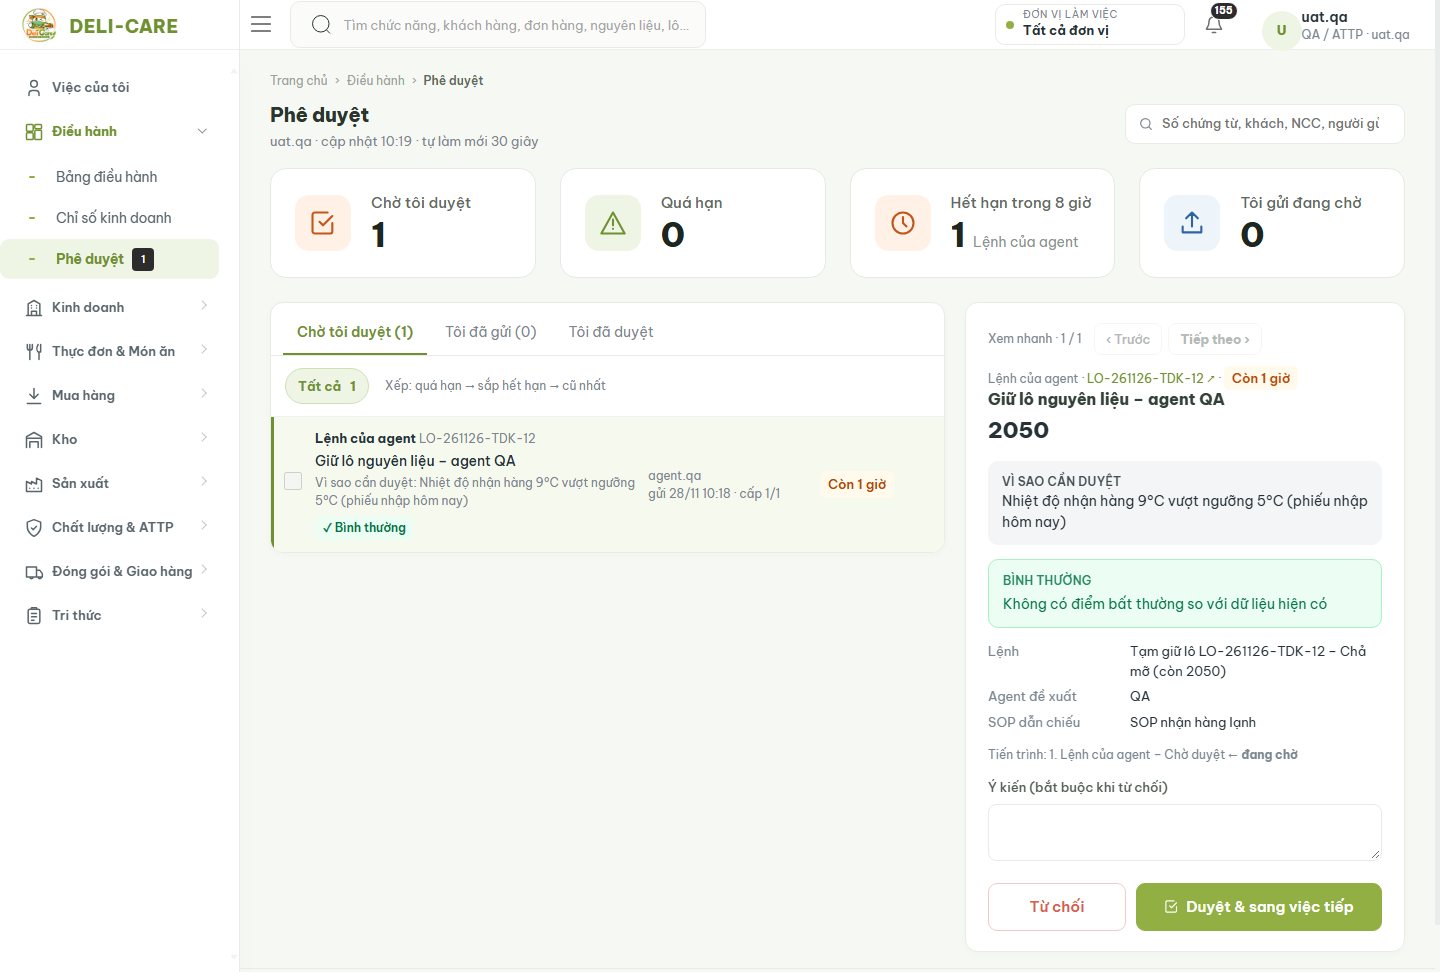 DELI-CARE
Tìm chức năng, khách hàng, đơn hàng, nguyên liệu, lô...
ĐƠN VỊ LÀM VIỆC
Tất cả đơn vị
155
U
uat.qa
QA / ATTP · uat.qa
Việc của tôi
Điều hành
Bảng điều hành
Chỉ số kinh doanh
Phê duyệt 1
Kinh doanh
Thực đơn & Món ăn
Mua hàng
Kho
Sản xuất
Chất lượng & ATTP
Đóng gói & Giao hàng
Tri thức
Trang chủ › Điều hành › Phê duyệt
Phê duyệt
uat.qa · cập nhật 10:19 · tự làm mới 30 giây
Số chứng từ, khách, NCC, người gử
Chờ tôi duyệt
1
Quá hạn
0
Hết hạn trong 8 giờ
1 Lệnh của agent
Tôi gửi đang chờ
0
Chờ tôi duyệt (1) Tôi đã gửi (0) Tôi đã duyệt
Tất cả 1 Xếp: quá hạn → sắp hết hạn → cũ nhất
Lệnh của agent LO-261126-TDK-12
Giữ lô nguyên liệu – agent QA
Vì sao cần duyệt: Nhiệt độ nhận hàng 9°C vượt ngưỡng
5°C (phiếu nhập hôm nay)
✓ Bình thường
agent.qa
gửi 28/11 10:18 · cấp 1/1
Còn 1 giờ
Xem nhanh · 1 / 1 ‹ Trước Tiếp theo ›
Lệnh của agent · LO-261126-TDK-12 ↗ · Còn 1 giờ
Giữ lô nguyên liệu – agent QA
2050
VÌ SAO CẦN DUYỆT
Nhiệt độ nhận hàng 9°C vượt ngưỡng 5°C (phiếu nhập
hôm nay)
BÌNH THƯỜNG
Không có điểm bất thường so với dữ liệu hiện có
Lệnh Tạm giữ lô LO-261126-TDK-12 – Chả
mỡ (còn 2050)
Agent đề xuất QA
SOP dẫn chiếu SOP nhận hàng lạnh
Tiến trình: 1. Lệnh của agent – Chờ duyệt ← đang chờ
Ý kiến (bắt buộc khi từ chối)
Từ chối
Duyệt & sang việc tiếp